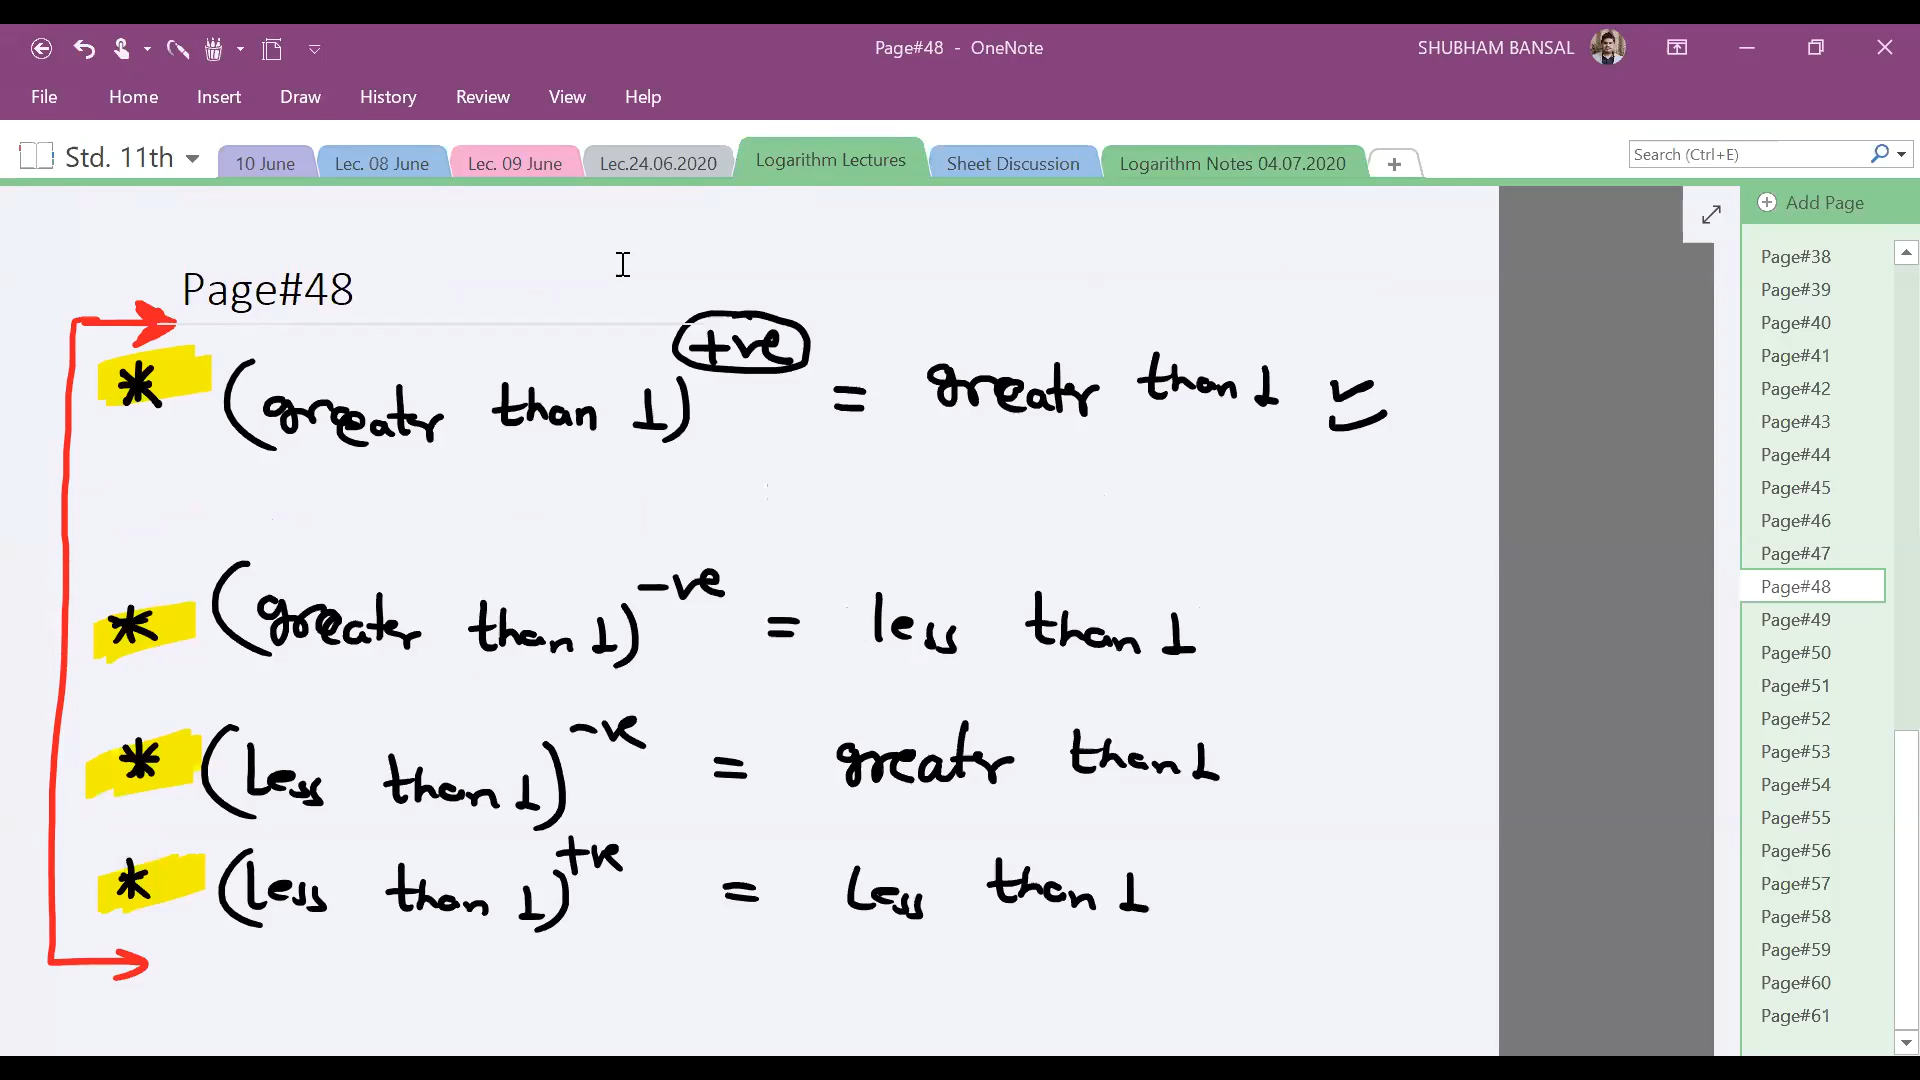 Page#48 - OneNote
SHUBHAM BANSAL
File Home Insert Draw History Review View Help
Std. 11th
10 June
Lec. 08 June
Lec. 09 June
Lec.24.06.2020
Logarithm Lectures
Sheet Discussion
Logarithm Notes 04.07.2020
+
Search (Ctrl+E)
Page#48
* (greater than 1)^+ve = greater than 1 ✓
* (greater than 1)^-ve = less than 1
* (Less than 1)^-ve = greater than 1
* (Less than 1)^+ve = Less than 1
Add Page
Page#38
Page#39
Page#40
Page#41
Page#42
Page#43
Page#44
Page#45
Page#46
Page#47
Page#48
Page#49
Page#50
Page#51
Page#52
Page#53
Page#54
Page#55
Page#56
Page#57
Page#58
Page#59
Page#60
Page#61